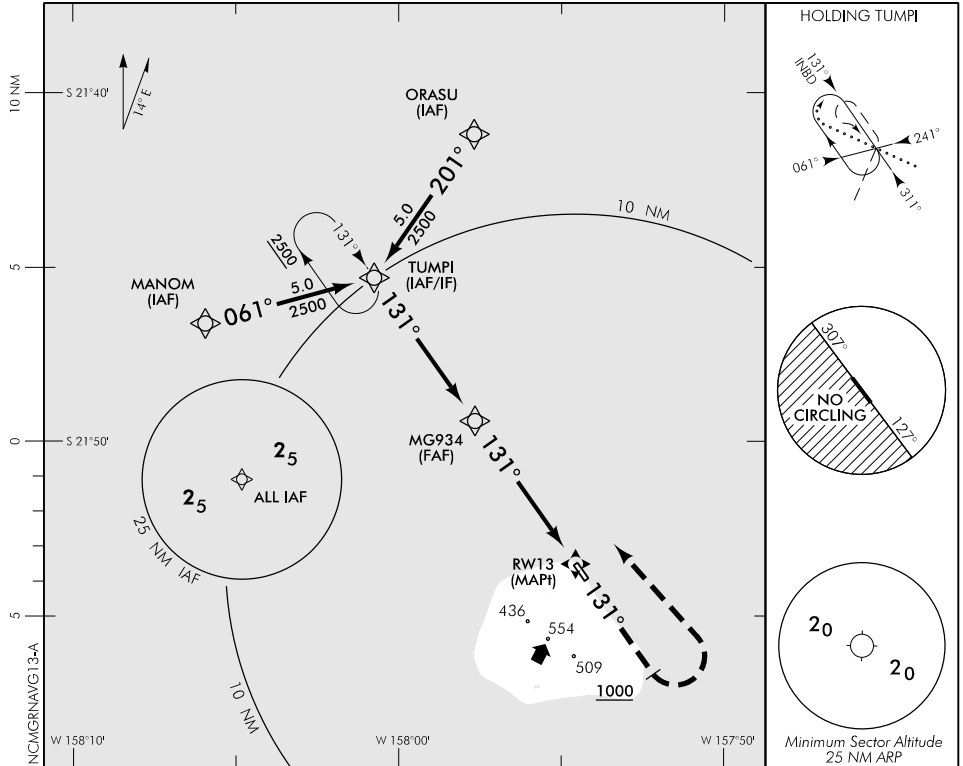 10 NM
5
0
5
NCMGRNAVG13-A
14° E
S 21°40'
S 21°50'
ORASU
(IAF)
201°
5.0
2500
10 NM
2500
131°
TUMPI
(IAF/IF)
MANOM
(IAF)
061°
5.0
2500
131°
MG934
(FAF)
131°
25
25
ALL IAF
25 NM IAF
RW13
(MAPt)
131°
436
554
509
1000
10 NM
W 158°10'
W 158°00'
W 157°50'
HOLDING TUMPI
131°
INBD
241°
061°
311°
307°
NO
CIRCLING
127°
20
20
Minimum Sector Altitude
25 NM ARP